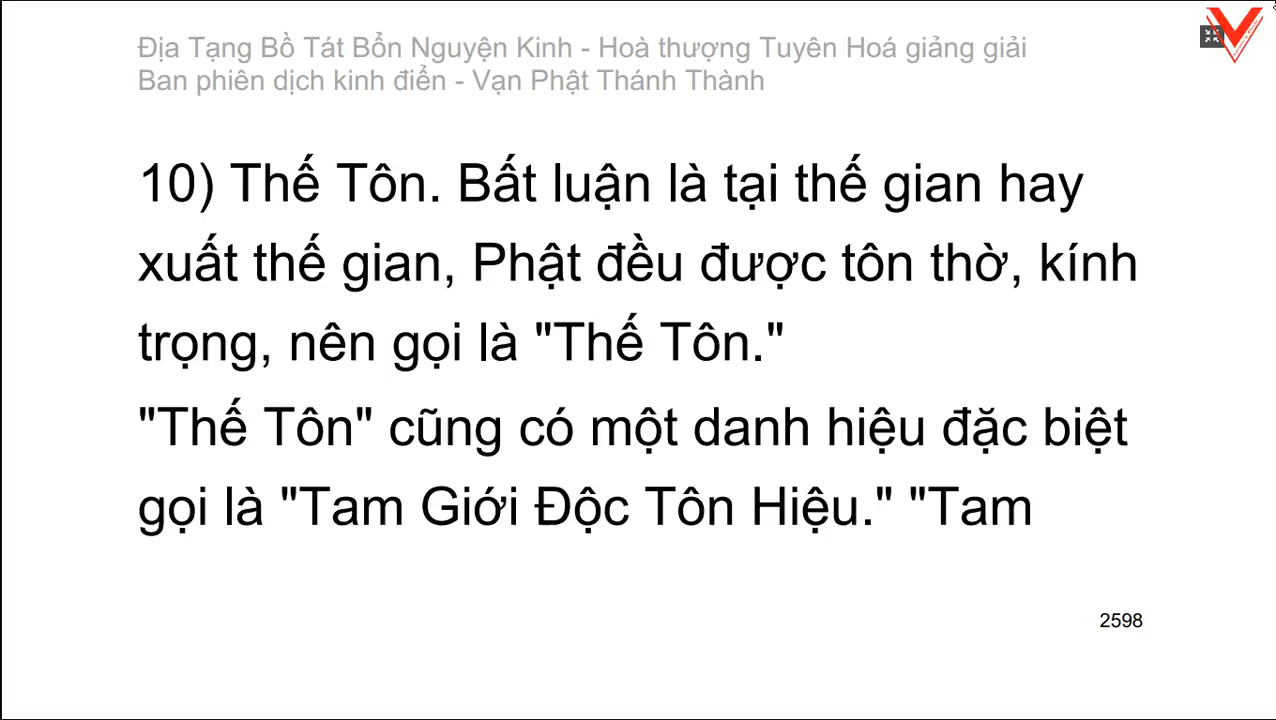 Địa Tạng Bồ Tát Bổn Nguyện Kinh - Hoà thượng Tuyên Hoá giảng giải
Ban phiên dịch kinh điển - Vạn Phật Thánh Thành
10) Thế Tôn. Bất luận là tại thế gian hay
xuất thế gian, Phật đều được tôn thờ, kính
trọng, nên gọi là "Thế Tôn."
"Thế Tôn" cũng có một danh hiệu đặc biệt
gọi là "Tam Giới Độc Tôn Hiệu." "Tam
2598